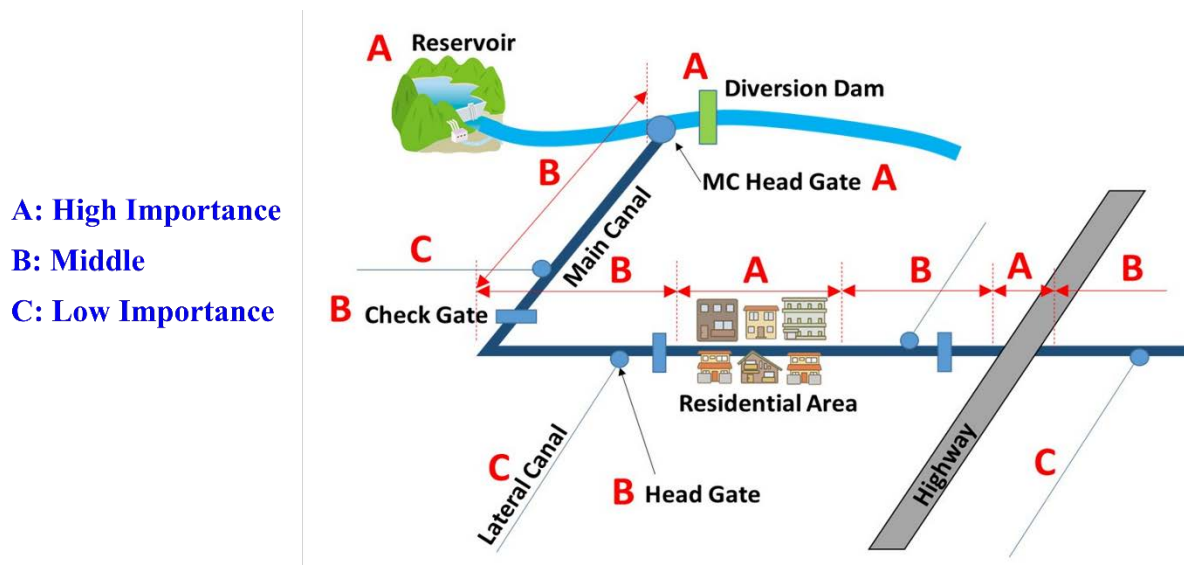 A: High Importance
B: Middle
C: Low Importance
A Reservoir
A
Diversion Dam
B
MC Head Gate A
Main Canal
C
B
A
B
A
B
B Check Gate
Residential Area
C
Lateral Canal
B Head Gate
Highway
C